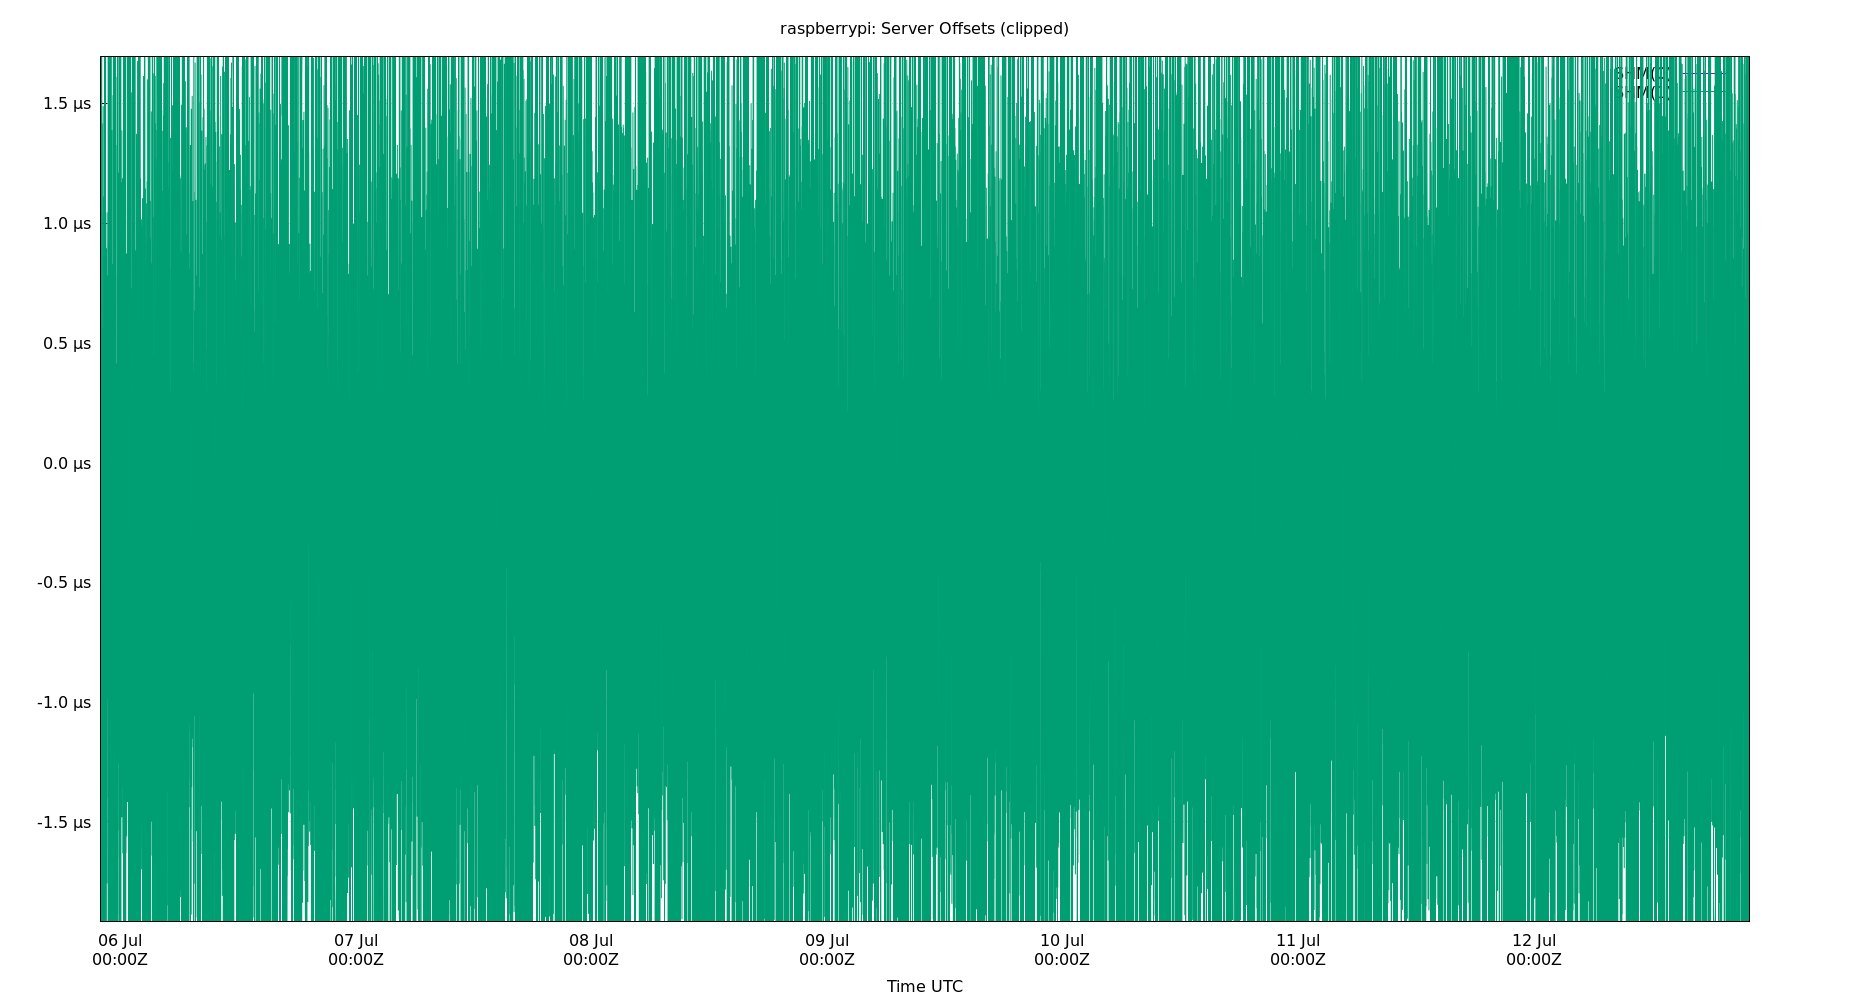 raspberrypi: Server Offsets (clipped)
1.5 µs
1.0 µs
0.5 µs
0.0 µs
-0.5 µs
-1.0 µs
-1.5 µs
06 Jul 07 Jul 08 Jul 09 Jul 10 Jul 11 Jul 12 Jul
00:00Z 00:00Z 00:00Z 00:00Z 00:00Z 00:00Z 00:00Z
Time UTC